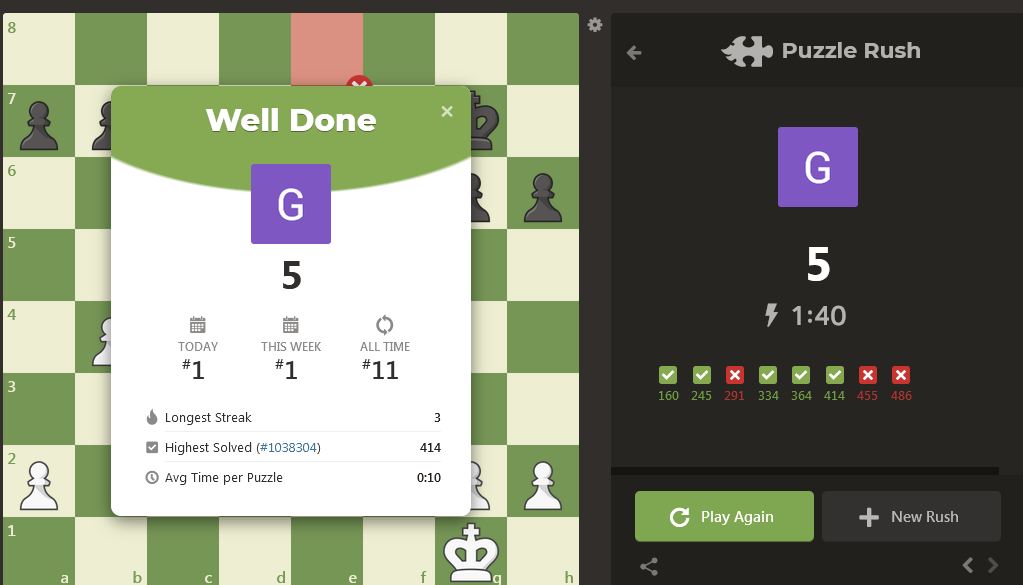 8
7
6
5
4
3
2
1
a b c d e f g h
Well Done
×
G
5
TODAY THIS WEEK ALL TIME
#1 #1 #11
Longest Streak 3
Highest Solved (#1038304) 414
Avg Time per Puzzle 0:10
Puzzle Rush
G
5
1:40
160 245 291 334 364 414 455 486
Play Again
New Rush